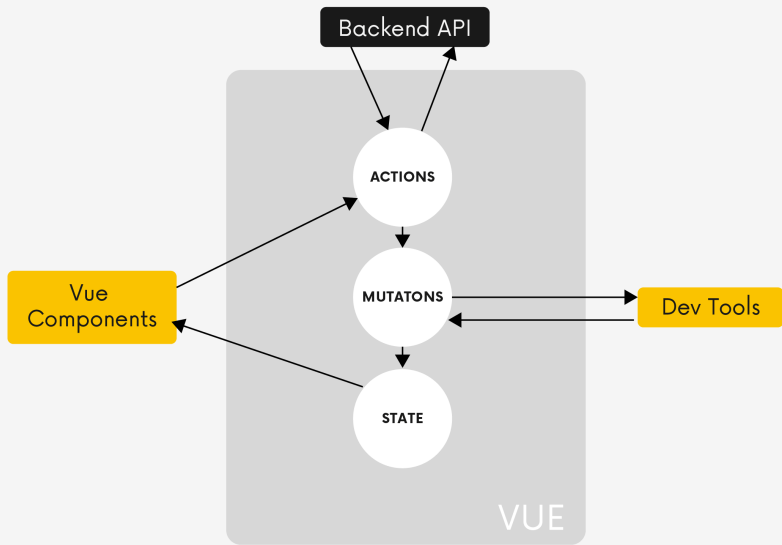 Backend API
ACTIONS
Vue
Components
MUTATONS
Dev Tools
STATE
VUE